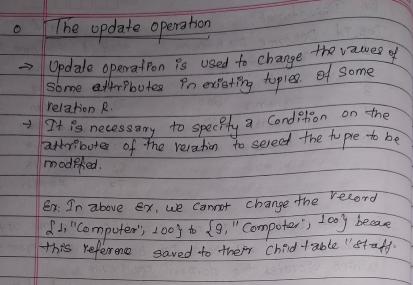 o The update operation
→ Update operation is used to change the values of
some attributes in existing tuples of some
relation R.
→ It is necessary to specify a condition on the
attributes of the relation to select the tuple to be
modified.
Ex: In above Ex, we cannot change the record
{1, "Computer", 100} to {9, "Computer", 100} becase
this reference saved to their child table "staff.